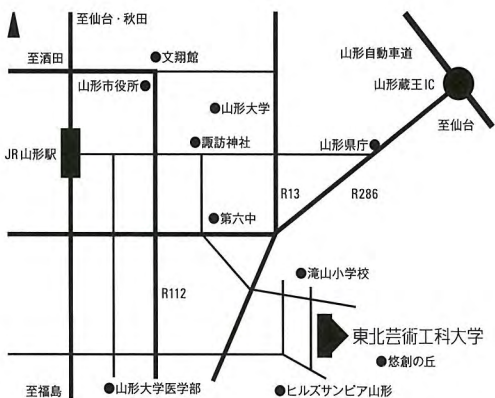 至仙台・秋田
至酒田
文翔館
山形自動車道
山形市役所
山形蔵王IC
山形大学
至仙台
諏訪神社
山形県庁
JR山形駅
R13
R286
第六中
滝山小学校
R112
東北芸術工科大学
悠創の丘
至福島
山形大学医学部
ヒルズサンピア山形